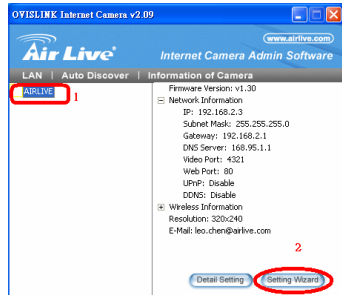 OVISLINK Internet Camera v2.09
Air Live®
(www.airlive.com)
Internet Camera Admin Software
LAN | Auto Discover | Information of Camera
AIRLIVE
1
Firmware Version: v1.30
Network Information
IP: 192.168.2.3
Subnet Mask: 255.255.255.0
Gateway: 192.168.2.1
DNS Server: 168.95.1.1
Video Port: 4321
Web Port: 80
UPnP: Disable
DDNS: Disable
Wireless Information
Resolution: 320x240
E-Mail: leo.chen@airlive.com
2
Detail Setting
Setting Wizard